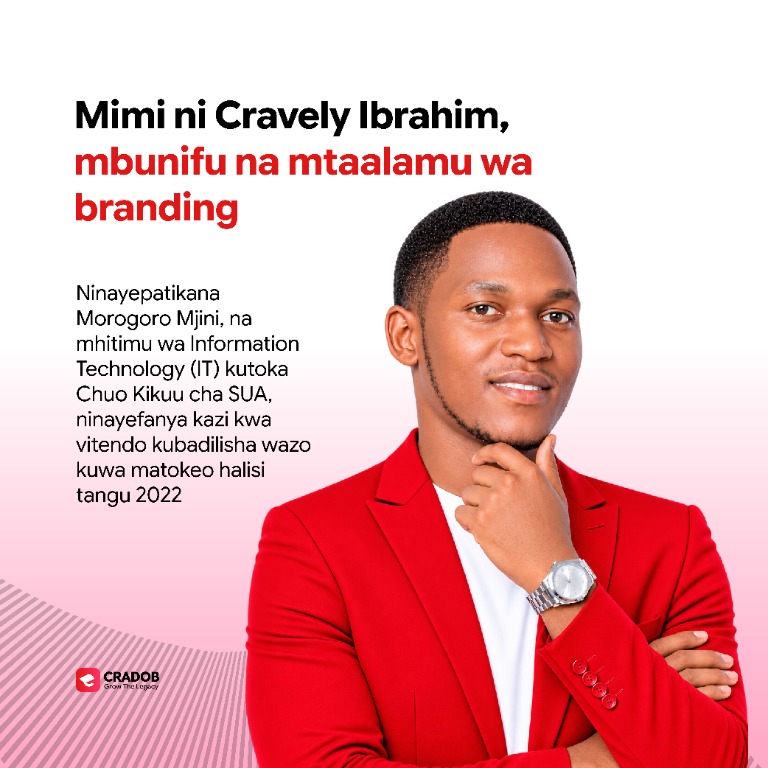 Mimi ni Cravely Ibrahim,
mbunifu na mtaalamu wa
branding
Ninayepatikana
Morogoro Mjini, na
mhitimu wa Information
Technology (IT) kutoka
Chuo Kikuu cha SUA,
ninayefanya kazi kwa
vitendo kubadilisha wazo
kuwa matokeo halisi
tangu 2022
CRADOB
Grow The Legacy